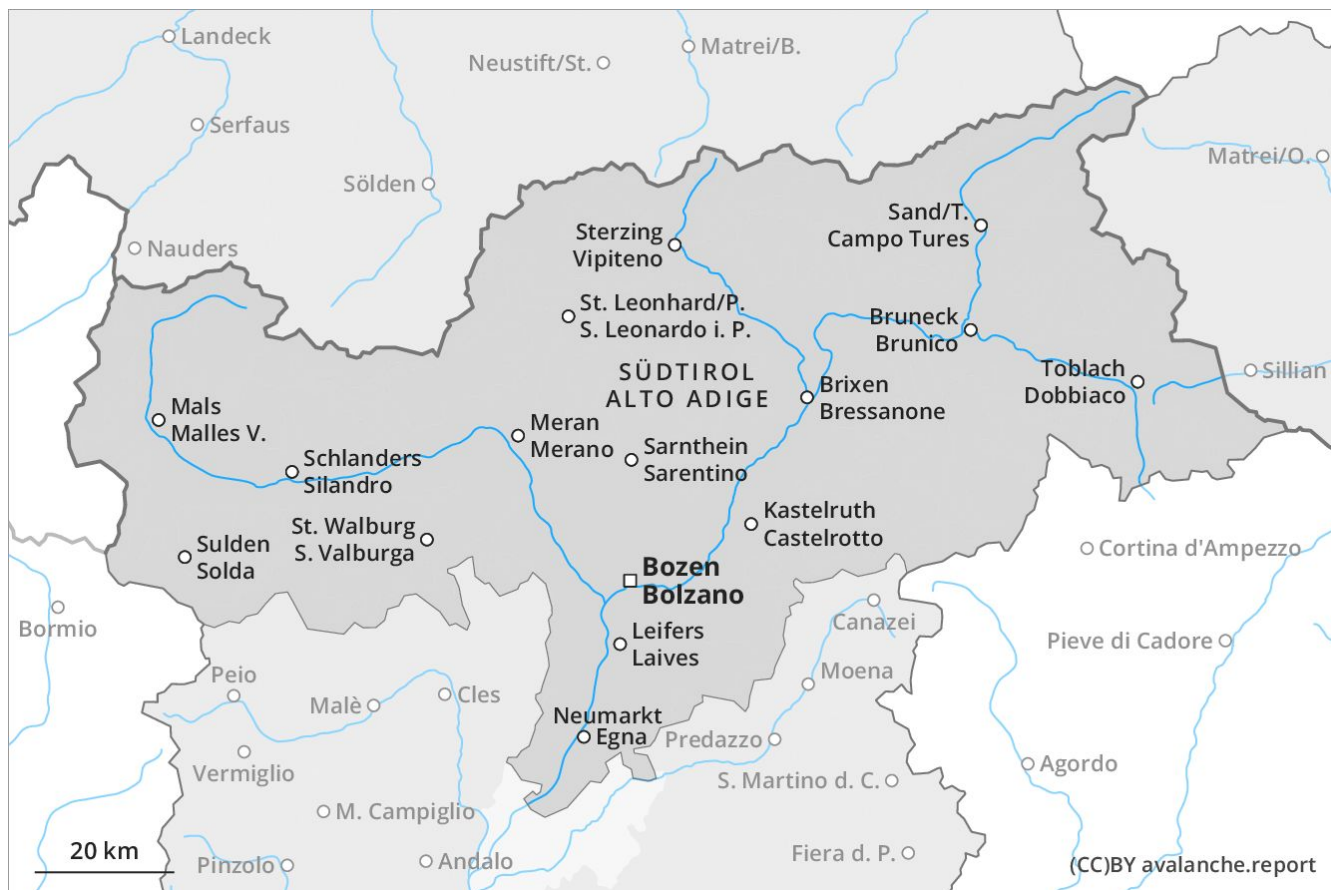 Landeck
Matrei/B.
Neustift/St.
Serfaus
Matrei/O.
Sölden
Sand/T.
Campo Tures
Sterzing
Vipiteno
Nauders
St. Leonhard/P.
S. Leonardo i. P.
Bruneck
Brunico
SÜDTIROL
ALTO ADIGE
Toblach
Dobbiaco
Sillian
Brixen
Bressanone
Mals
Malles V.
Meran
Merano
Sarnthein
Sarentino
Schlanders
Silandro
Kastelruth
Castelrotto
St. Walburg
S. Valburga
Sulden
Solda
Cortina d'Ampezzo
Bozen
Bolzano
Bormio
Canazei
Leifers
Laives
Pieve di Cadore
Peio
Moena
Malè
Cles
Neumarkt
Egna
Predazzo
Vermiglio
Agordo
S. Martino d. C.
M. Campiglio
20 km
Pinzolo
Andalo
Fiera d. P.
(CC)BY avalanche.report